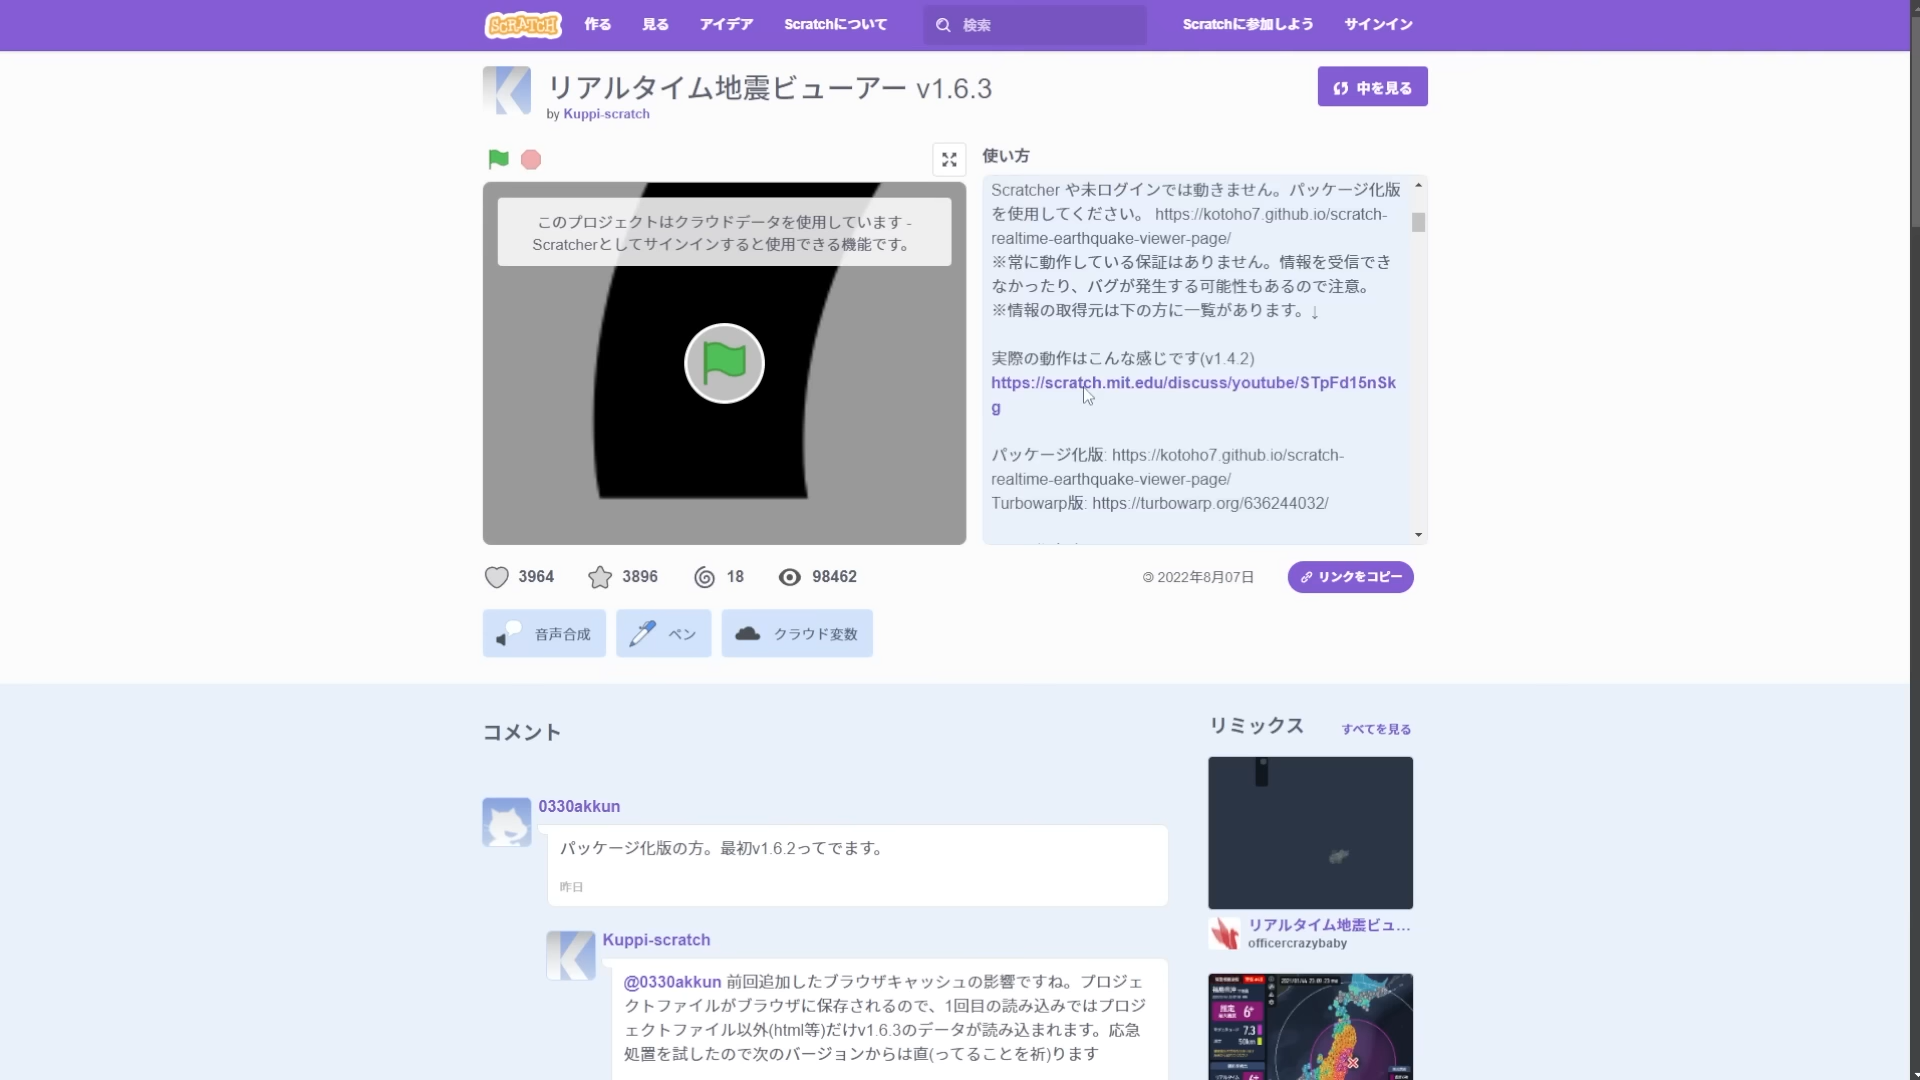 SCRATCH 作る 見る アイデア Scratchについて 検索 Scratchに参加しよう サインイン
リアルタイム地震ビューアー v1.6.3
by Kuppi-scratch
中を見る
このプロジェクトはクラウドデータを使用しています -
Scratcherとしてサインインすると使用できる機能です。
使い方
Scratcher や未ログインでは動きません。パッケージ化版
を使用してください。 https://kotoho7.github.io/scratch-
realtime-earthquake-viewer-page/
※常に動作している保証はありません。情報を受信でき
なかったり、バグが発生する可能性もあるので注意。
※情報の取得元は下の方に一覧があります。↓
実際の動作はこんな感じです(v1.4.2)
https://scratch.mit.edu/discuss/youtube/STpFd15nSk
g
パッケージ化版: https://kotoho7.github.io/scratch-
realtime-earthquake-viewer-page/
Turbowarp版: https://turbowarp.org/636244032/
3964 3896 18 98462
2022年8月07日
リンクをコピー
音声合成 ペン クラウド変数
コメント
0330akkun
パッケージ化版の方。最初v1.6.2ってでます。
昨日
Kuppi-scratch
@0330akkun 前回追加したブラウザキャッシュの影響ですね。プロジェ
クトファイルがブラウザに保存されるので、1回目の読み込みではプロジ
ェクトファイル以外(html等)だけv1.6.3のデータが読み込まれます。応急
処置を試したので次のバージョンからは直(ってることを祈)ります
リミックス すべてを見る
リアルタイム地震ビュ...
officercrazybaby
7.3